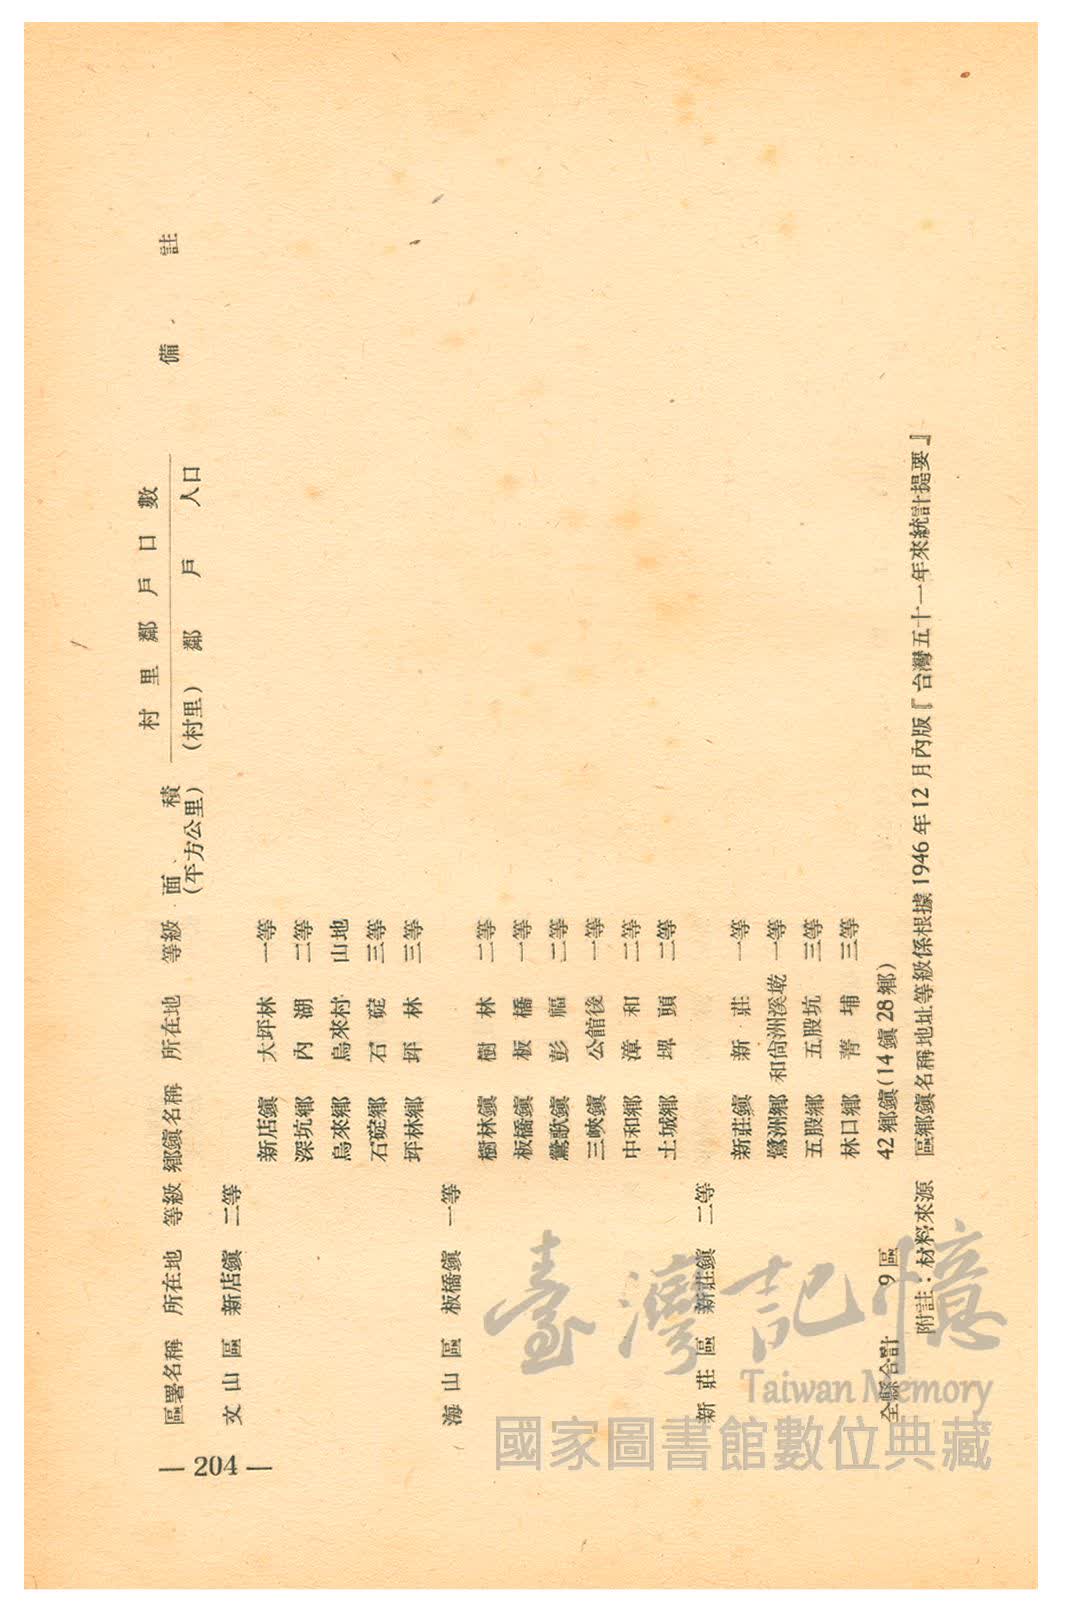 村里鄰戶口數
區署名稱 所在地 等級 鄉鎮名稱 所在地 等級 面積 (平方公里) (村里) 鄰 戶 人口 備註
文山區 新店鎮 二等
新店鎮 大坪林 一等
深坑鄉 內湖 二等
烏來鄉 烏來村 山地
石碇鄉 石碇 三等
坪林鄉 坪林 三等
海山區 板橋鎮 一等
樹林鎮 樹林 二等
板橋鎮 板橋 一等
鶯歌鎮 彭福 二等
三峽鎮 公館後 一等
中和鄉 漳和 二等
土城鄉 埤頭 二等
新莊區 新莊鎮 二等
新莊鎮 新莊 一等
鷺洲鄉 和尚洲溪墘 一等
五股鄉 五股坑 三等
林口鄉 菁埔 三等
全縣合計 9區 42鄉鎮(14鎮28鄉)
附註：材料來源 區鄉鎮名稱地址等級係根據1946年12月內版『台灣五十一年來統計提要』
— 204 —
臺灣記憶
Taiwan Memory
國家圖書館數位典藏